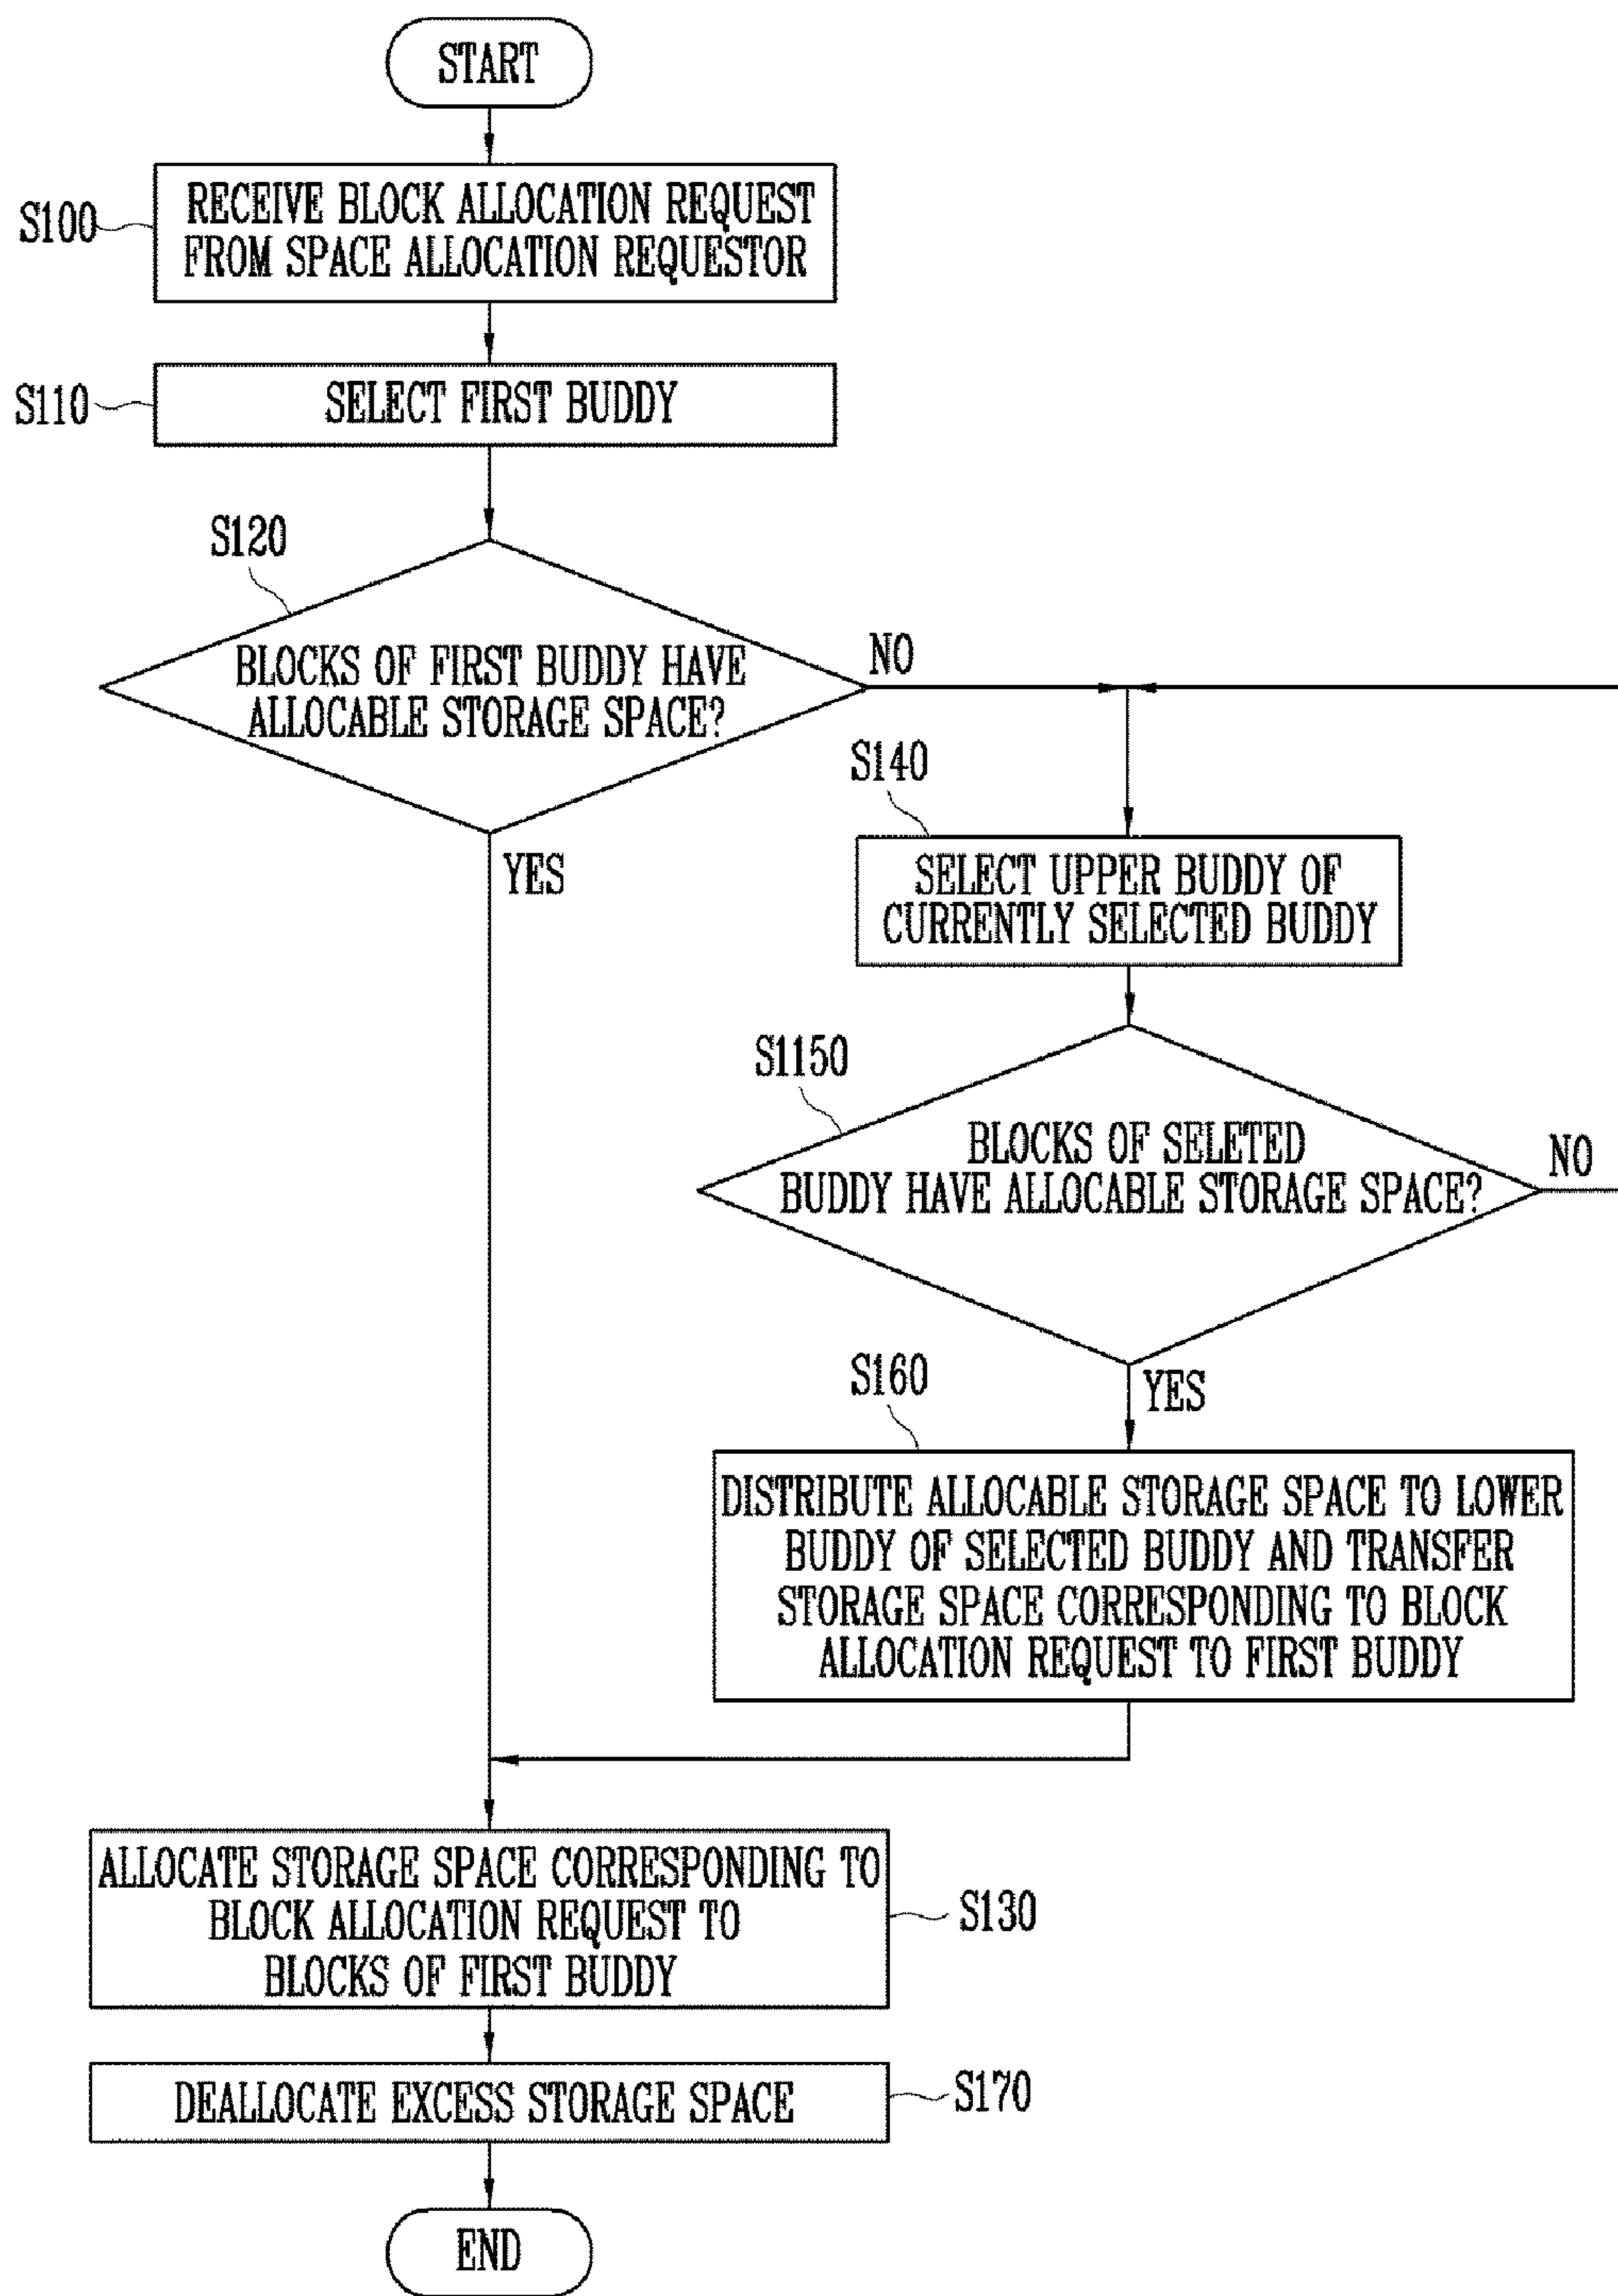 START
S100
RECEIVE BLOCK ALLOCATION REQUEST
FROM SPACE ALLOCATION REQUESTOR
S110
SELECT FIRST BUDDY
S120
BLOCKS OF FIRST BUDDY HAVE
ALLOCABLE STORAGE SPACE?
NO
YES
S140
SELECT UPPER BUDDY OF
CURRENTLY SELECTED BUDDY
S1150
BLOCKS OF SELETED
BUDDY HAVE ALLOCABLE STORAGE SPACE?
NO
YES
S160
DISTRIBUTE ALLOCABLE STORAGE SPACE TO LOWER
BUDDY OF SELECTED BUDDY AND TRANSFER
STORAGE SPACE CORRESPONDING TO BLOCK
ALLOCATION REQUEST TO FIRST BUDDY
ALLOCATE STORAGE SPACE CORRESPONDING TO
BLOCK ALLOCATION REQUEST TO
BLOCKS OF FIRST BUDDY
S130
DEALLOCATE EXCESS STORAGE SPACE
S170
END